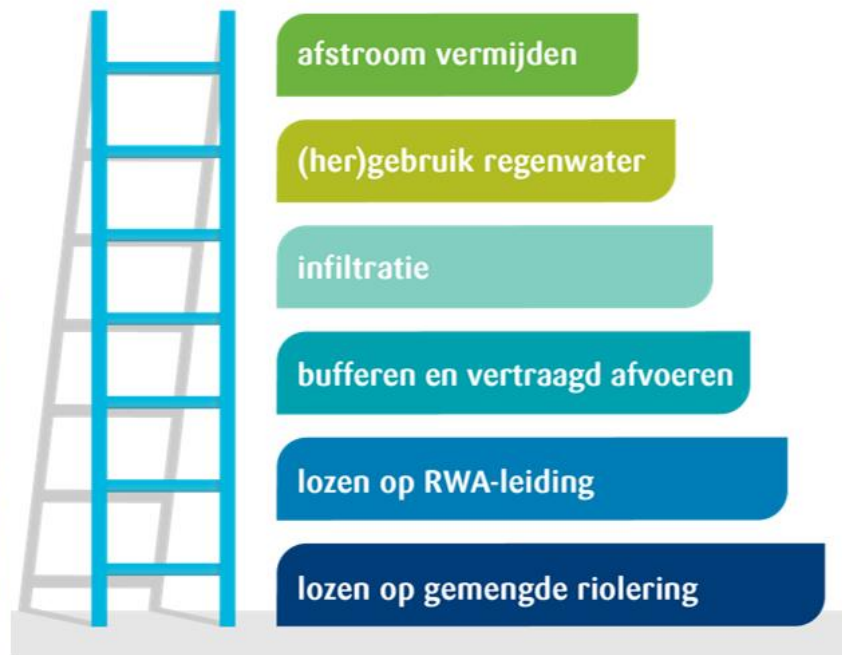 afstroom vermijden
(her)gebruik regenwater
infiltratie
bufferen en vertraagd afvoeren
lozen op RWA-leiding
lozen op gemengde riolering